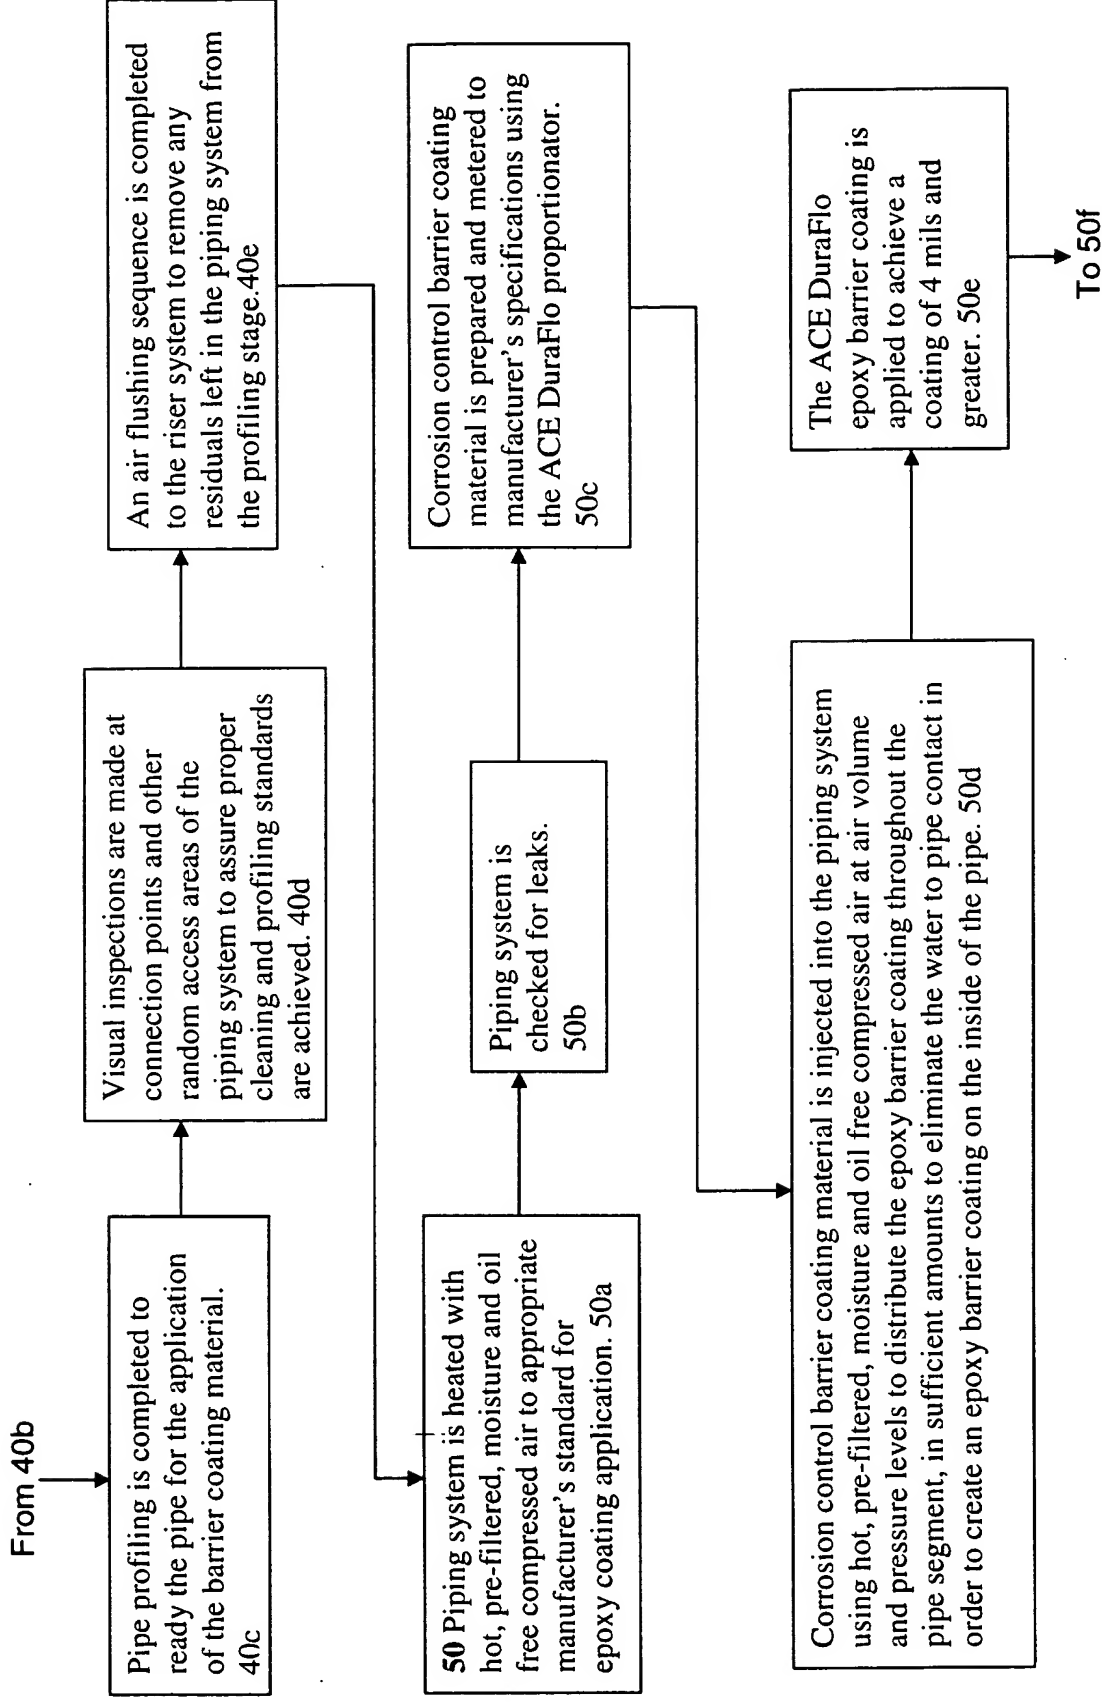 From 40b
Pipe profiling is completed to
ready the pipe for the application
of the barrier coating material.
40c
Visual inspections are made at
connection points and other
random access areas of the
piping system to assure proper
cleaning and profiling standards
are achieved. 40d
An air flushing sequence is completed
to the riser system to remove any
residuals left in the piping system from
the profiling stage.40e
50 Piping system is heated with
hot, pre-filtered, moisture and oil
free compressed air to appropriate
manufacturer's standard for
epoxy coating application. 50a
Piping system is
checked for leaks.
50b
Corrosion control barrier coating
material is prepared and metered to
manufacturer's specifications using
the ACE DuraFlo proportionator.
50c
Corrosion control barrier coating material is injected into the piping system
using hot, pre-filtered, moisture and oil free compressed air at air volume
and pressure levels to distribute the epoxy barrier coating throughout the
pipe segment, in sufficient amounts to eliminate the water to pipe contact in
order to create an epoxy barrier coating on the inside of the pipe. 50d
The ACE DuraFlo
epoxy barrier coating is
applied to achieve a
coating of 4 mils and
greater. 50e
To 50f